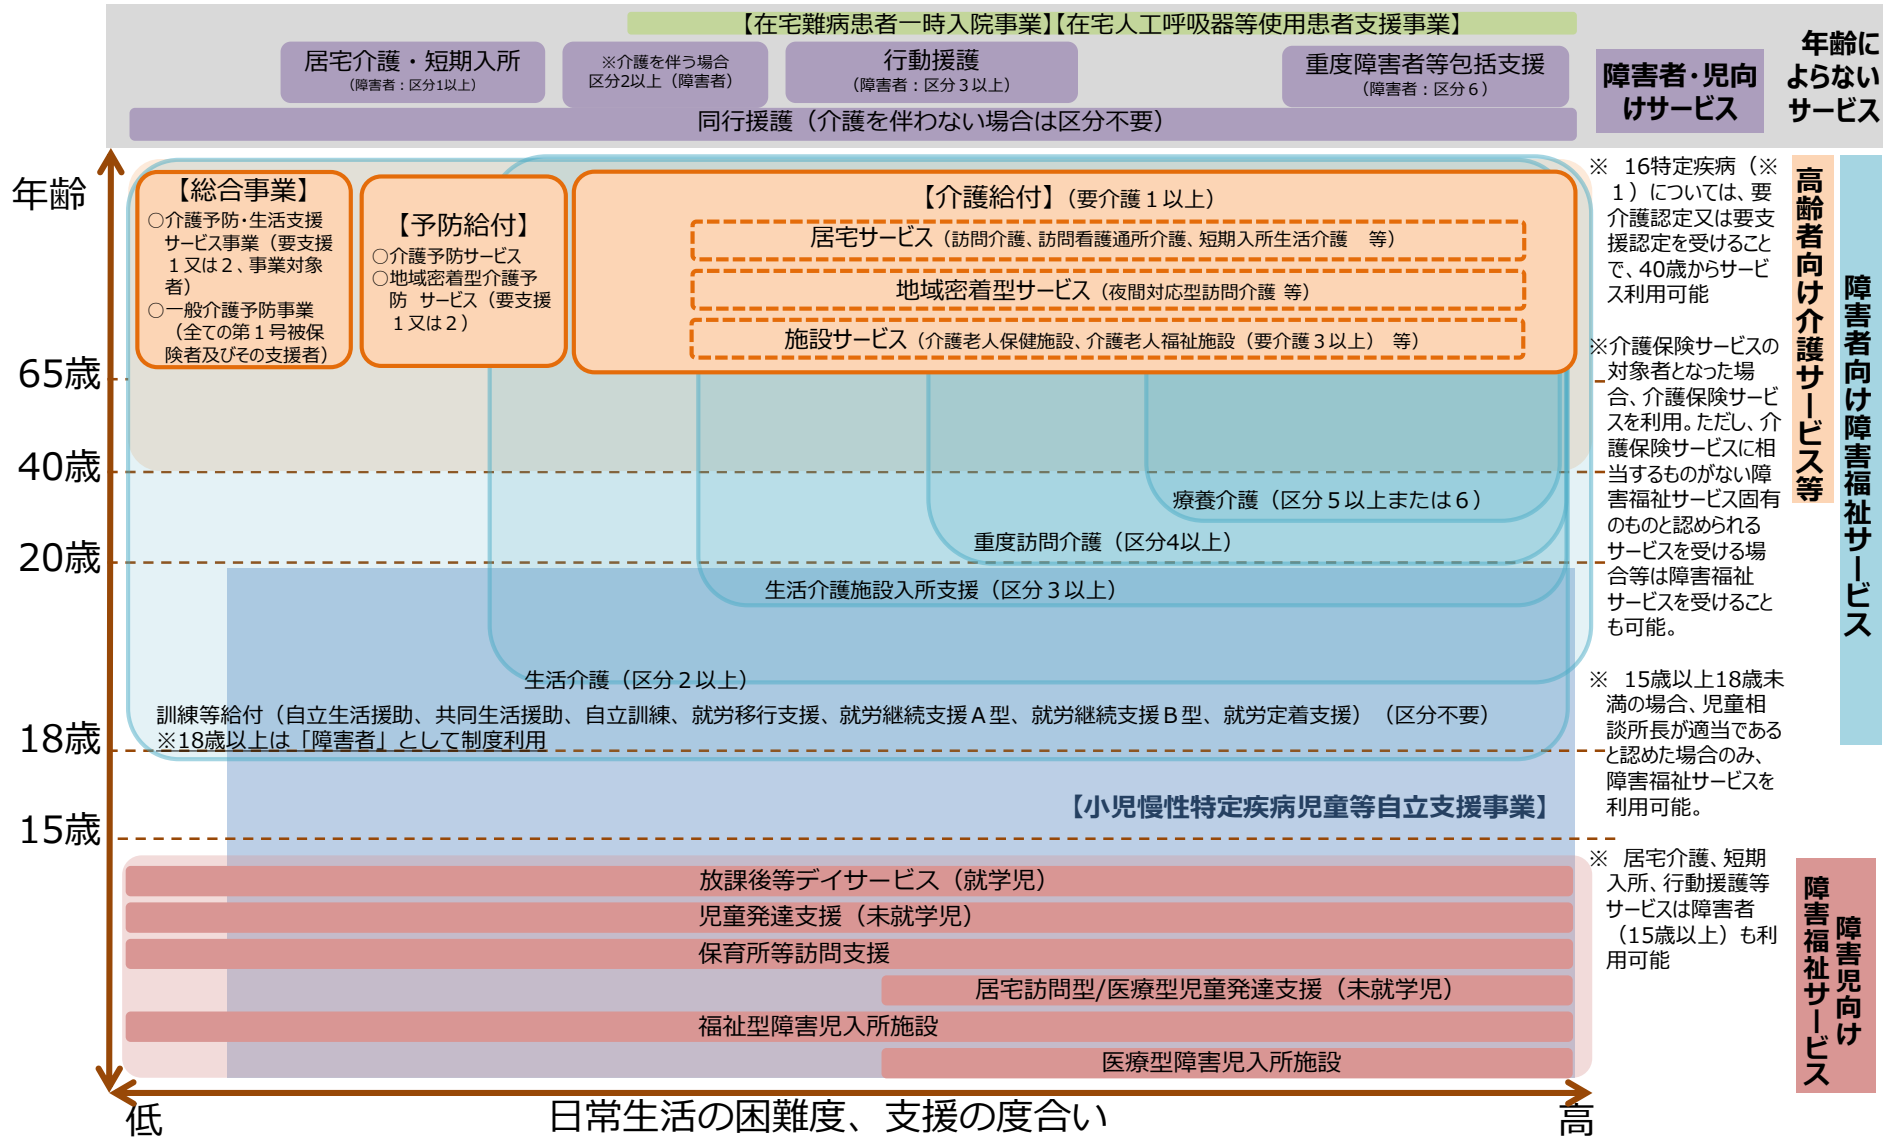 【在宅難病患者一時入院事業】【在宅人工呼吸器等使用患者支援事業】
居宅介護・短期入所
(障害者：区分1以上)
※介護を伴う場合
区分2以上（障害者）
行動援護
(障害者：区分３以上)
重度障害者等包括支援
(障害者：区分６)
同行援護（介護を伴わない場合は区分不要）
障害者・児向
けサービス
年齢に
よらない
サービス
年齢
65歳
40歳
20歳
18歳
15歳
【総合事業】
○介護予防・生活支援
サービス事業（要支援
１又は２、事業対象
者）
○一般介護予防事業
（全ての第１号被保
険者及びその支援者）
【予防給付】
○介護予防サービス
○地域密着型介護予
防 サービス（要支援
１又は２）
【介護給付】（要介護１以上）
居宅サービス（訪問介護、訪問看護通所介護、短期入所生活介護　等）
地域密着型サービス（夜間対応型訪問介護 等）
施設サービス（介護老人保健施設、介護老人福祉施設（要介護３以上） 等）
療養介護（区分５以上または６）
重度訪問介護（区分4以上）
生活介護施設入所支援（区分３以上）
生活介護（区分２以上）
訓練等給付（自立生活援助、共同生活援助、自立訓練、就労移行支援、就労継続支援Ａ型、就労継続支援Ｂ型、就労定着支援）（区分不要）
※18歳以上は「障害者」として制度利用
【小児慢性特定疾病児童等自立支援事業】
放課後等デイサービス（就学児）
児童発達支援（未就学児）
保育所等訪問支援
居宅訪問型/医療型児童発達支援（未就学児）
福祉型障害児入所施設
医療型障害児入所施設
低
日常生活の困難度、支援の度合い
高
※ 16特定疾病（※
１）については、要
介護認定又は要支
援認定を受けること
で、40歳からサービ
ス利用可能
※介護保険サービスの
対象者となった場
合、介護保険サービ
スを利用。ただし、介
護保険サービスに相
当するものがない障
害福祉サービス固有
のものと認められる
サービスを受ける場
合等は障害福祉
サービスを受けること
も可能。
※ 15歳以上18歳未
満の場合、児童相
談所長が適当である
と認めた場合のみ、
障害福祉サービスを
利用可能。
※ 居宅介護、短期
入所、行動援護等
サービスは障害者
（15歳以上）も利
用可能
高齢者向け介護サービス等
障害者向け障害福祉サービス
障害児向け
障害福祉サービス